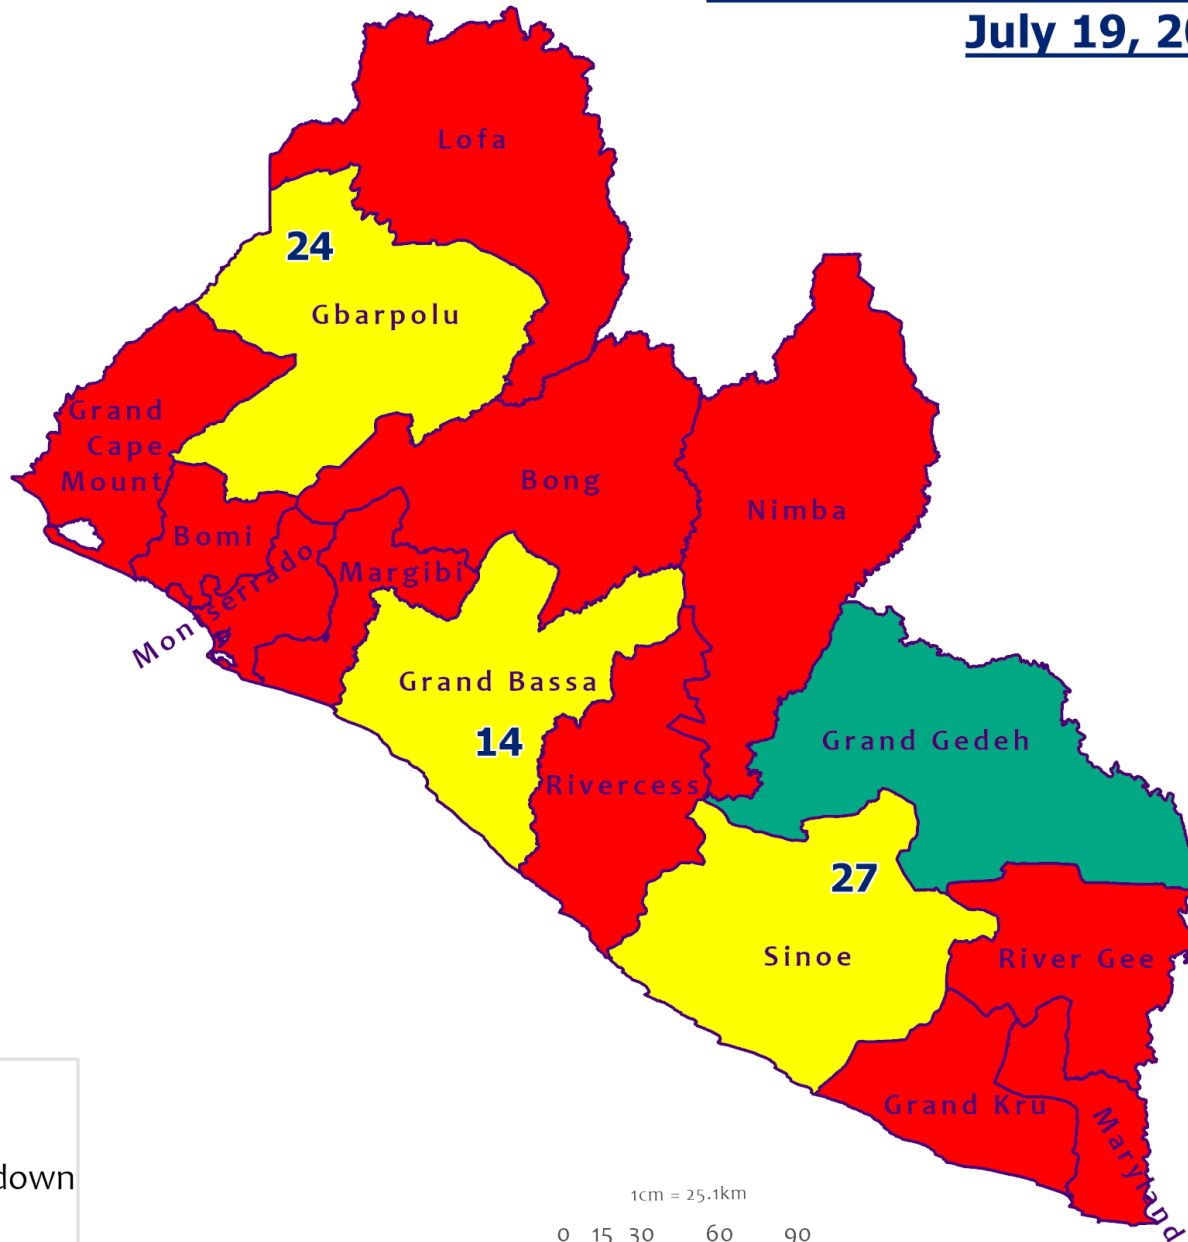 July 19, 20
Lofa
24
Gbarpolu
Grand
Cape
Mount
Bong
Nimba
Bomi
Montserrado
Margibi
Grand Bassa
14
Grand Gedeh
Rivercess
27
Sinoe
River Gee
Grand Kru
Maryland
down
1cm = 25.1km
0 15 30 60 90